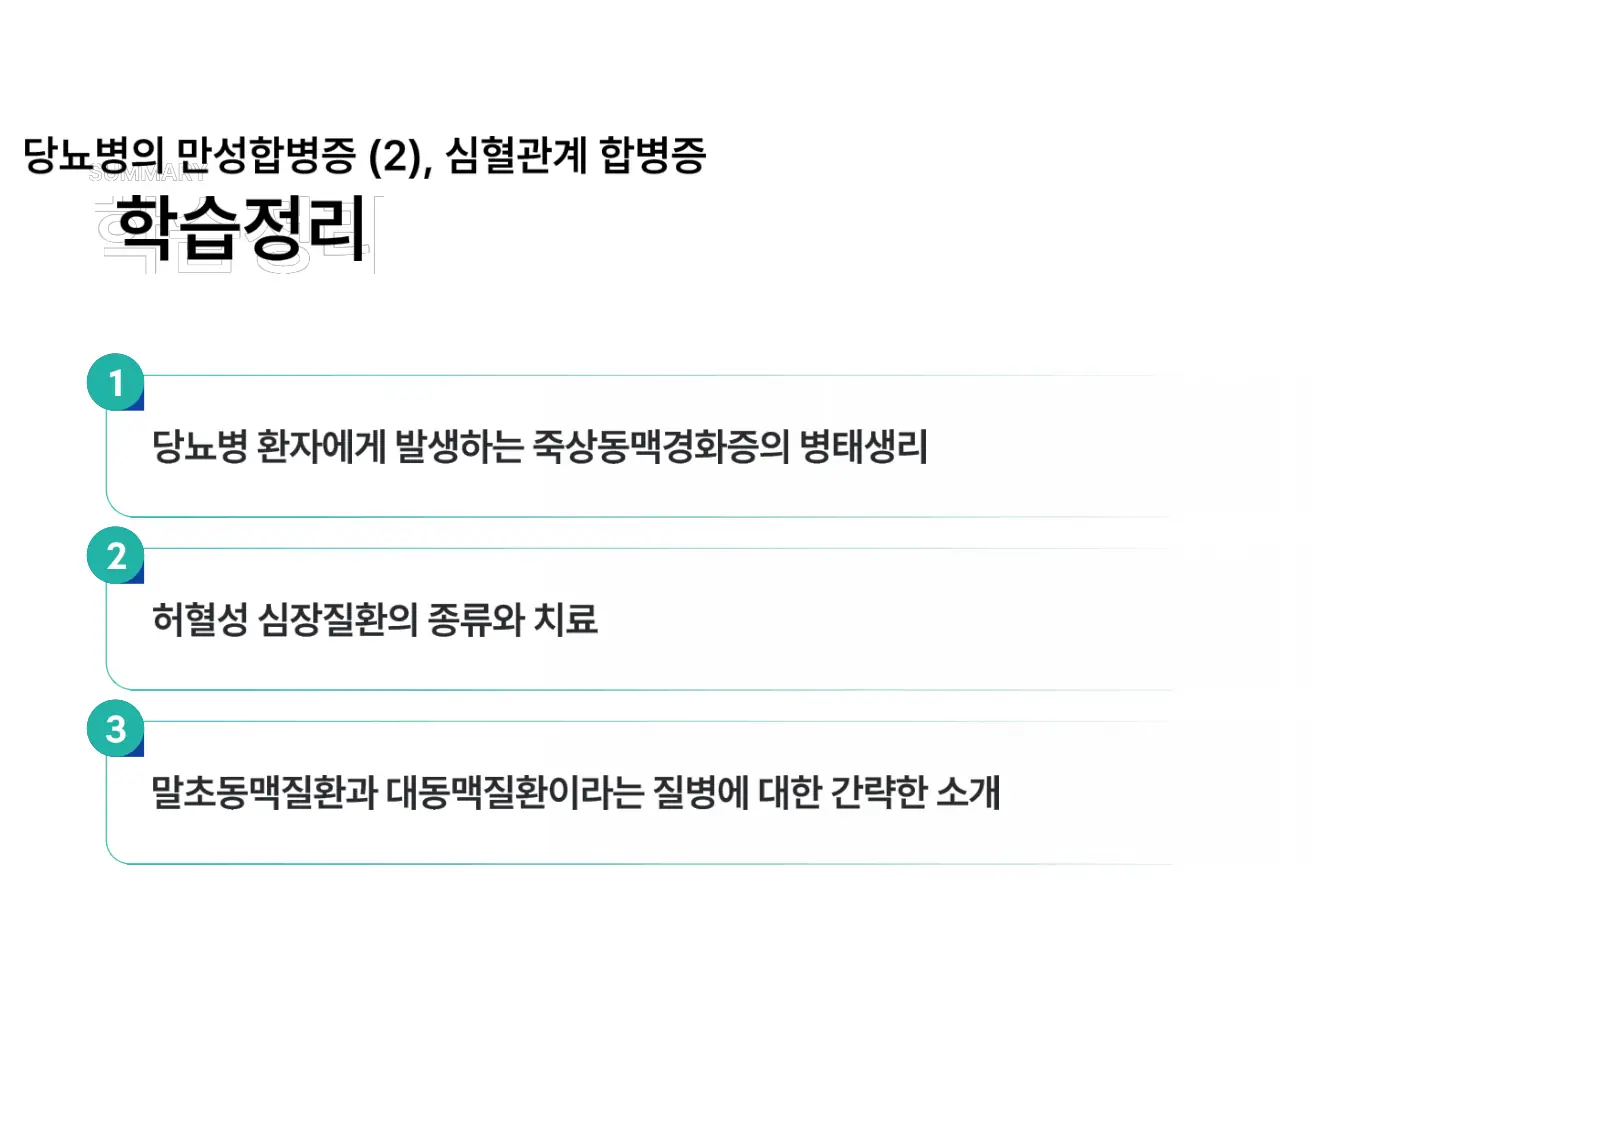 당뇨병의 만성합병증 (2), 심혈관계 합병증
SUMMARY
학습정리
1
당뇨병 환자에게 발생하는 죽상동맥경화증의 병태생리
2
허혈성 심장질환의 종류와 치료
3
말초동맥질환과 대동맥질환이라는 질병에 대한 간략한 소개